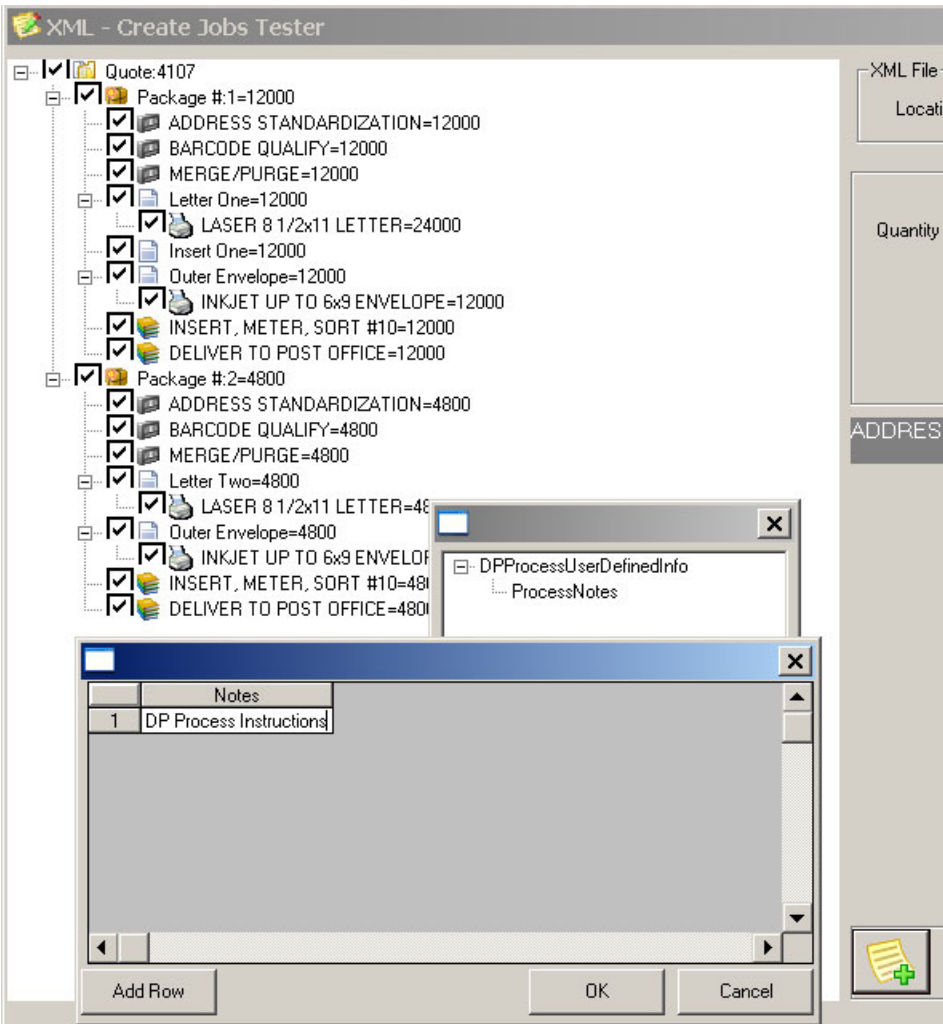 XML - Create Jobs Tester
Quote:4107
Package #:1=12000
ADDRESS STANDARDIZATION=12000
BARCODE QUALIFY=12000
MERGE/PURGE=12000
Letter One=12000
LASER 8 1/2x11 LETTER=24000
Insert One=12000
Outer Envelope=12000
INKJET UP TO 6x9 ENVELOPE=12000
INSERT, METER, SORT #10=12000
DELIVER TO POST OFFICE=12000
Package #:2=4800
ADDRESS STANDARDIZATION=4800
BARCODE QUALIFY=4800
MERGE/PURGE=4800
Letter Two=4800
LASER 8 1/2x11 LETTER=48
Outer Envelope=4800
INKJET UP TO 6x9 ENVELOP
INSERT, METER, SORT #10=480
DELIVER TO POST OFFICE=4800
XML File
Locati
Quantity
ADDRES
DPProcessUserDefinedInfo
ProcessNotes
Notes
1 DP Process Instructions
Add Row
OK
Cancel